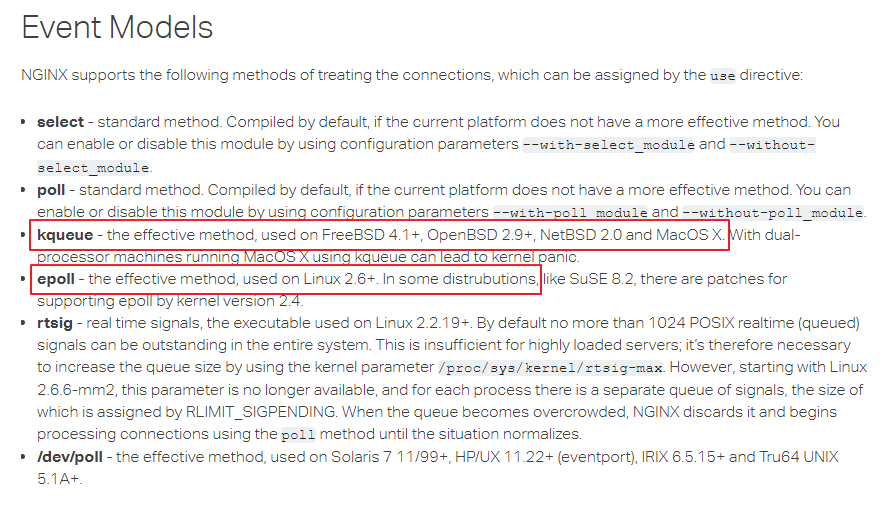 Event Models
NGINX supports the following methods of treating the connections, which can be assigned by the use directive:
select - standard method. Compiled by default, if the current platform does not have a more effective method. You
can enable or disable this module by using configuration parameters --with-select_module and --without-
select_module.
poll - standard method. Compiled by default, if the current platform does not have a more effective method. You can
enable or disable this module by using configuration parameters --with-poll_module and --without-poll_module.
kqueue - the effective method, used on FreeBSD 4.1+, OpenBSD 2.9+, NetBSD 2.0 and MacOS X. With dual-
processor machines running MacOS X using kqueue can lead to kernel panic.
epoll - the effective method, used on Linux 2.6+. In some distrubutions, like SuSE 8.2, there are patches for
supporting epoll by kernel version 2.4.
rtsig - real time signals, the executable used on Linux 2.2.19+. By default no more than 1024 POSIX realtime (queued)
signals can be outstanding in the entire system. This is insufficient for highly loaded servers; it's therefore necessary
to increase the queue size by using the kernel parameter /proc/sys/kernel/rtsig-max. However, starting with Linux
2.6.6-mm2, this parameter is no longer available, and for each process there is a separate queue of signals, the size of
which is assigned by RLIMIT_SIGPENDING. When the queue becomes overcrowded, NGINX discards it and begins
processing connections using the poll method until the situation normalizes.
/dev/poll - the effective method, used on Solaris 7 11/99+, HP/UX 11.22+ (eventport), IRIX 6.5.15+ and Tru64 UNIX
5.1A+.